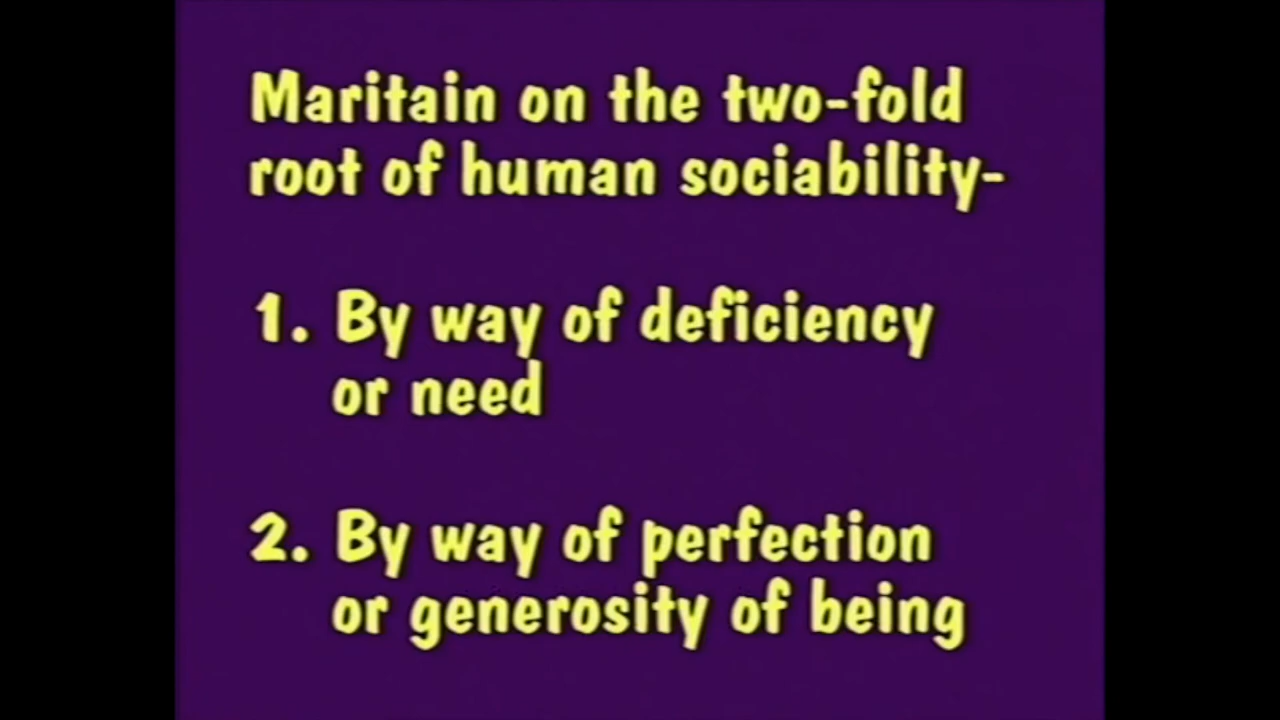 Maritain on the two-fold
root of human sociability-
1. By way of deficiency
or need
2. By way of perfection
or generosity of being